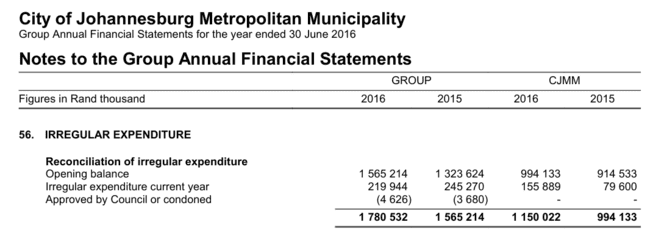 City of Johannesburg Metropolitan Municipality
Group Annual Financial Statements for the year ended 30 June 2016
Notes to the Group Annual Financial Statements
GROUP CJMM
Figures in Rand thousand 2016 2015 2016 2015
56. IRREGULAR EXPENDITURE
Reconciliation of irregular expenditure
Opening balance 1 565 214 1 323 624 994 133 914 533
Irregular expenditure current year 219 944 245 270 155 889 79 600
Approved by Council or condoned (4 626) (3 680) - -
1 780 532 1 565 214 1 150 022 994 133